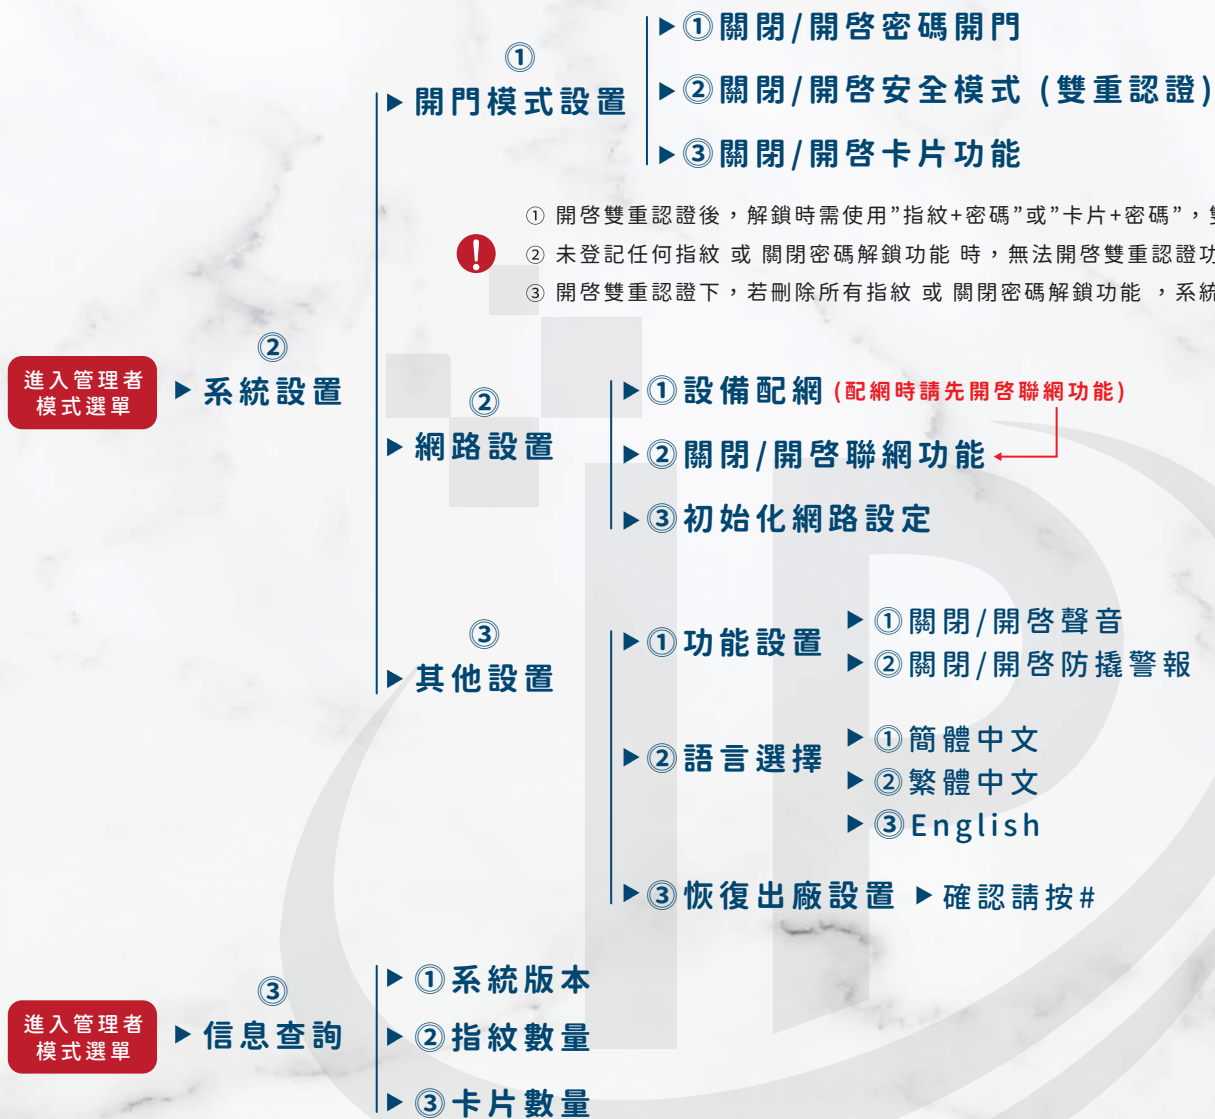 ①
▶開門模式設置
▶①關閉/開啓密碼開門
▶②關閉/開啓安全模式 (雙重認證)
▶③關閉/開啓卡片功能
① 開啓雙重認證後，解鎖時需使用”指紋+密碼”或”卡片+密碼”，
② 未登記任何指紋 或 關閉密碼解鎖功能 時，無法開啓雙重認證功
③ 開啓雙重認證下，若刪除所有指紋 或 關閉密碼解鎖功能 ，系統
進入管理者
模式選單
②
▶系統設置
②
▶網路設置
▶①設備配網 (配網時請先開啓聯網功能)
▶②關閉/開啓聯網功能
▶③初始化網路設定
③
▶其他設置
▶①功能設置
▶①關閉/開啓聲音
▶②關閉/開啓防撬警報
▶②語言選擇
▶①簡體中文
▶②繁體中文
▶③English
▶③恢復出廠設置 ▶確認請按#
進入管理者
模式選單
③
▶信息查詢
▶①系統版本
▶②指紋數量
▶③卡片數量